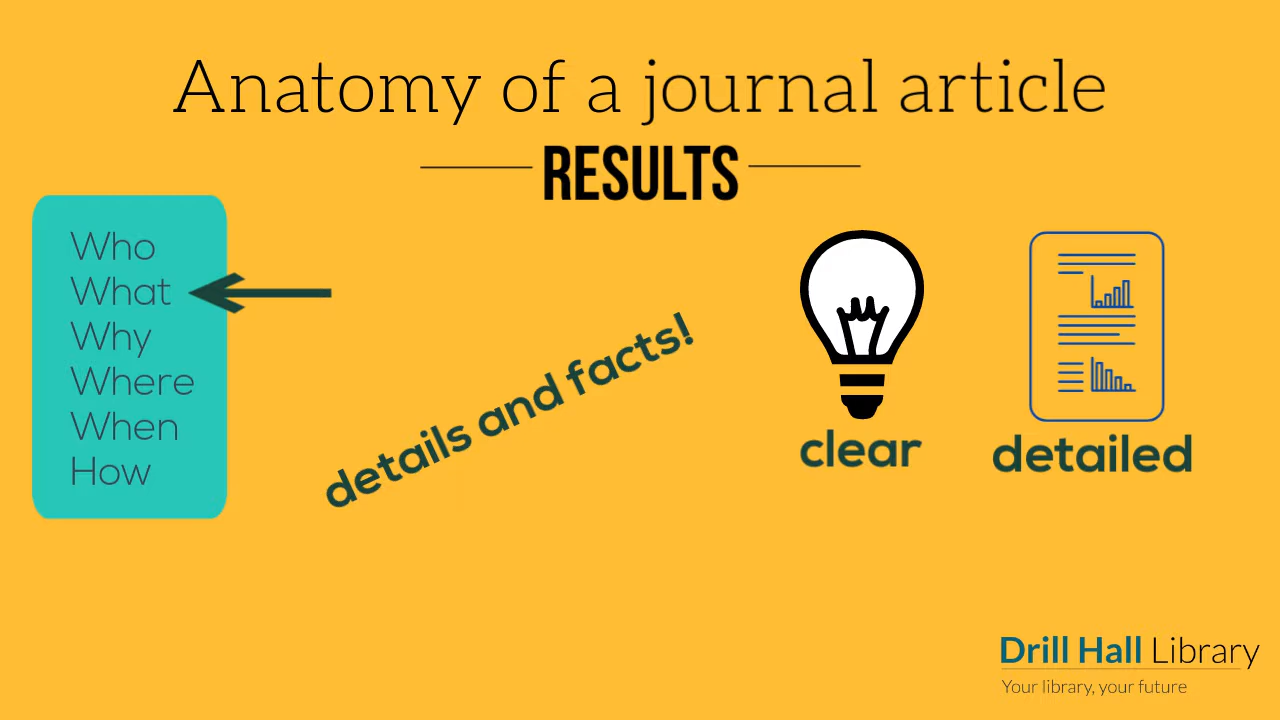 Anatomy of a journal article
RESULTS
Who
What
Why
Where
When
How
details and facts!
clear
detailed
Drill Hall Library
Your library, your future